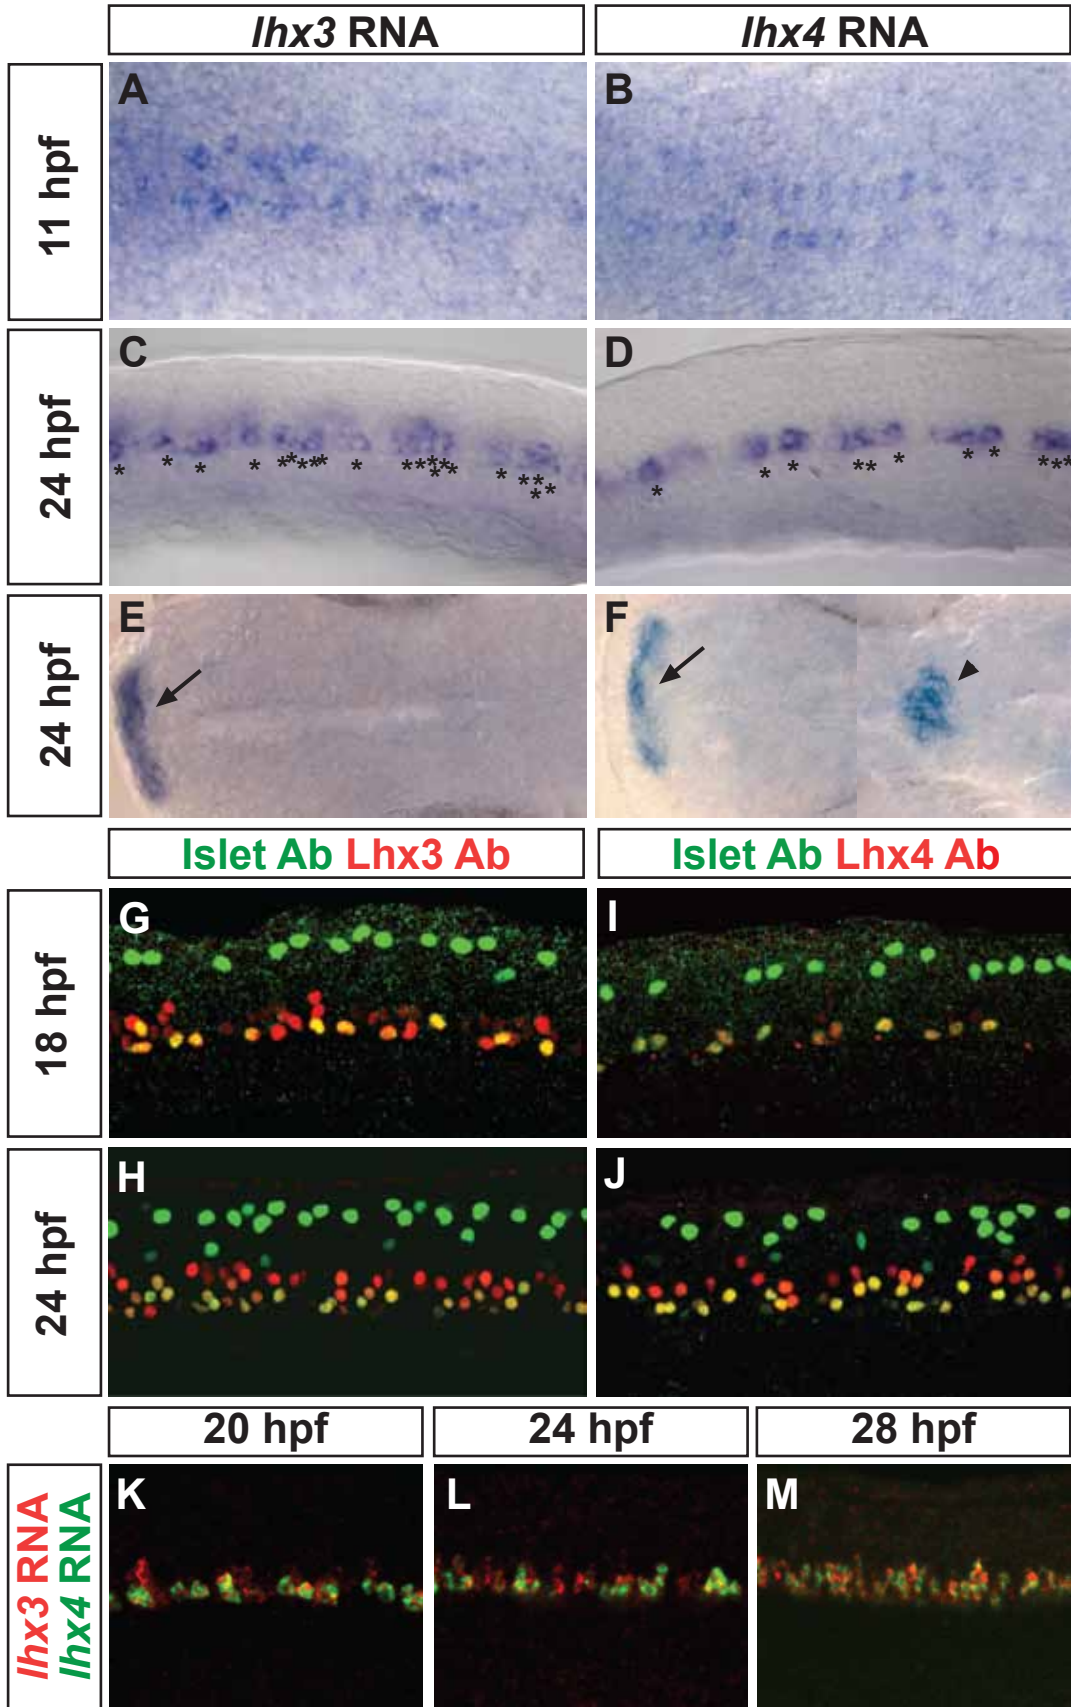 lhx3 RNA
lhx4 RNA
11 hpf
A
B
24 hpf
C
D
* * * * ***** * ****** * ****
* * * ** * * * ***
24 hpf
E
F
Islet Ab Lhx3 Ab
Islet Ab Lhx4 Ab
18 hpf
G
I
24 hpf
H
J
20 hpf
24 hpf
28 hpf
lhx3 RNA
lhx4 RNA
K
L
M